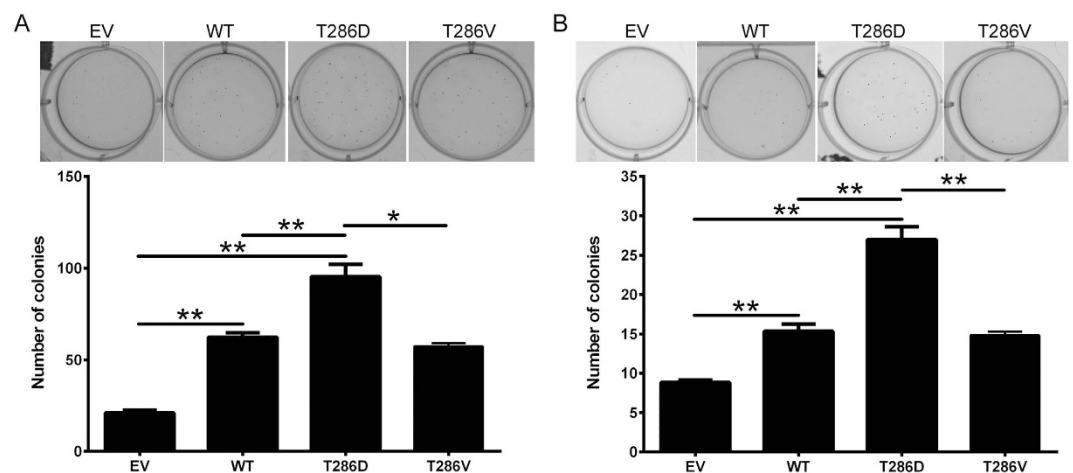 A
EV WT T286D T286V
150
100
50
0
Number of colonies
** ** ** *
EV WT T286D T286V
B
EV WT T286D T286V
35
30
25
20
15
10
5
0
Number of colonies
** ** ** **
EV WT T286D T286V